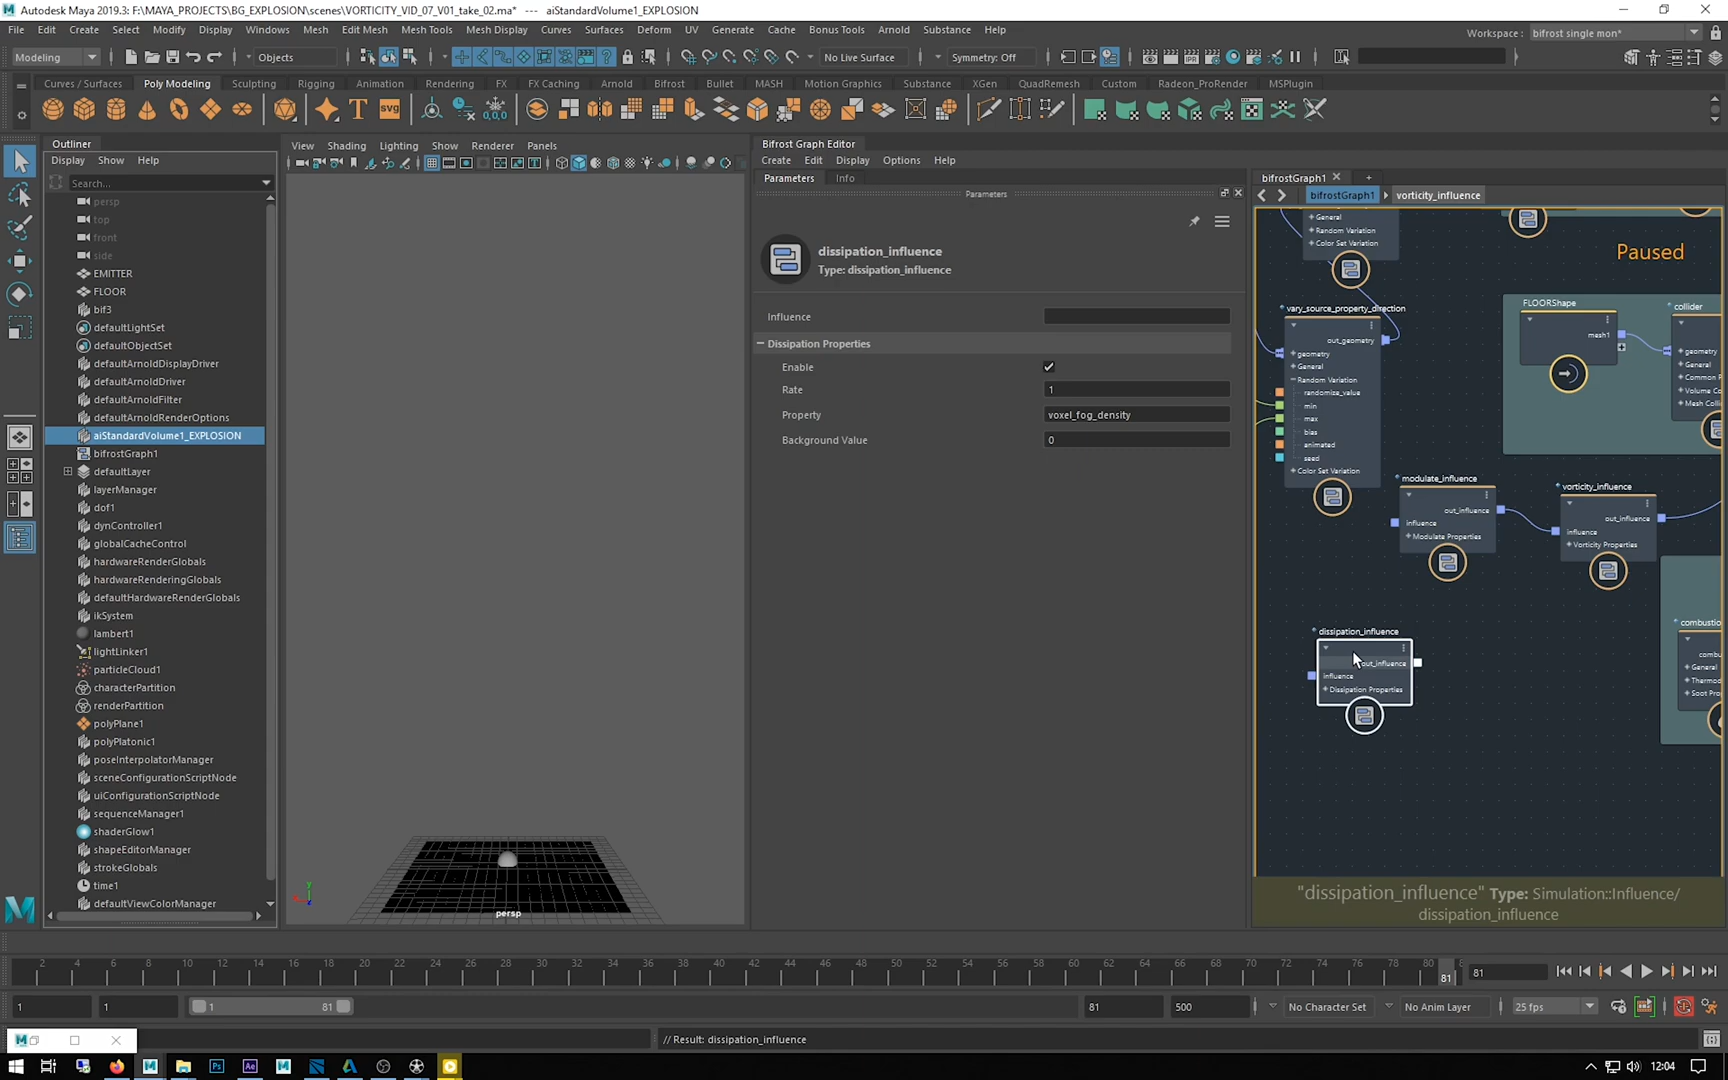 Autodesk Maya 2019.3: F:\MAYA_PROJECTS\BG_EXPLOSION\scenes\VORTICITY_VID_07_V01_take_02.ma* --- aiStandardVolume1_EXPLOSION
File Edit Create Select Modify Display Windows Mesh Edit Mesh Mesh Tools Mesh Display Curves Surfaces Deform UV Generate Cache Bonus Tools Arnold Substance Help
Workspace : bifrost single mon*
Modeling Objects No Live Surface Symmetry: Off
Curves / Surfaces Poly Modeling Sculpting Rigging Animation Rendering FX FX Caching Arnold Bifrost Bullet MASH Motion Graphics Substance XGen QuadRemesh Custom Radeon_ProRender MSPlugin
Outliner
Display Show Help
Search...
persp
top
front
side
EMITTER
FLOOR
bif3
defaultLightSet
defaultObjectSet
defaultArnoldDisplayDriver
defaultArnoldDriver
defaultArnoldFilter
defaultArnoldRenderOptions
aiStandardVolume1_EXPLOSION
bifrostGraph1
defaultLayer
layerManager
dof1
dynController1
globalCacheControl
hardwareRenderGlobals
hardwareRenderingGlobals
defaultHardwareRenderGlobals
ikSystem
lambert1
lightLinker1
particleCloud1
characterPartition
renderPartition
polyPlane1
polyPlatonic1
poseInterpolatorManager
sceneConfigurationScriptNode
uiConfigurationScriptNode
sequenceManager1
shaderGlow1
shapeEditorManager
strokeGlobals
time1
defaultViewColorManager
View Shading Lighting Show Renderer Panels
persp
Bifrost Graph Editor
Create Edit Display Options Help
Parameters Info
Parameters
dissipation_influence
Type: dissipation_influence
Influence
Dissipation Properties
Enable
Rate 1
Property voxel_fog_density
Background Value 0
bifrostGraph1
bifrostGraph1 vorticity_influence
General
Random Variation
Color Set Variation
Paused
vary_source_property_direction
out_geometry
geometry
General
Random Variation
randomize_value
min
max
bias
animated
seed
Color Set Variation
FLOORShape
mesh1
collider
geometry
General
Common P
Volume Co
Mesh Colli
modulate_influence
out_influence
influence
Modulate Properties
vorticity_influence
out_influence
influence
Vorticity Properties
dissipation_influence
out_influence
influence
Dissipation Properties
combustio
combu
General
Thermod
Soot Pro
"dissipation_influence" Type: Simulation::Influence/
dissipation_influence
2 4 6 8 10 12 14 16 18 20 22 24 26 28 30 32 34 36 38 40 42 44 46 48 50 52 54 56 58 60 62 64 66 68 70 72 74 76 78 80 81 81
1 1 1 81 81 500 No Character Set No Anim Layer 25 fps
// Result: dissipation_influence
12:04